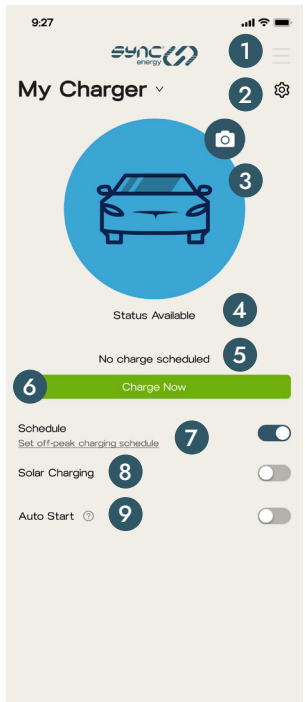 9:27
SYNC
energy
1
My Charger
2
3
Status Available 4
No charge scheduled 5
6 Charge Now
Schedule
Set off-peak charging schedule 7
Solar Charging 8
Auto Start ? 9